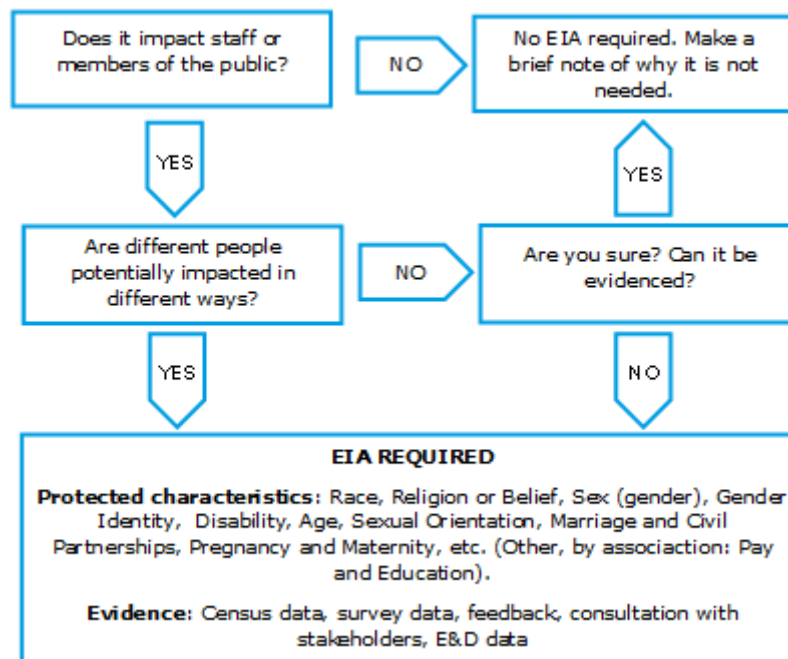 Does it impact staff or
members of the public?
NO
No EIA required. Make a
brief note of why it is not
needed.
YES
YES
Are different people
potentially impacted in
different ways?
NO
Are you sure? Can it be
evidenced?
YES
NO
EIA REQUIRED
Protected characteristics: Race, Religion or Belief, Sex (gender), Gender
Identity, Disability, Age, Sexual Orientation, Marriage and Civil
Partnerships, Pregnancy and Maternity, etc. (Other, by associaction: Pay
and Education).
Evidence: Census data, survey data, feedback, consultation with
stakeholders, E&D data